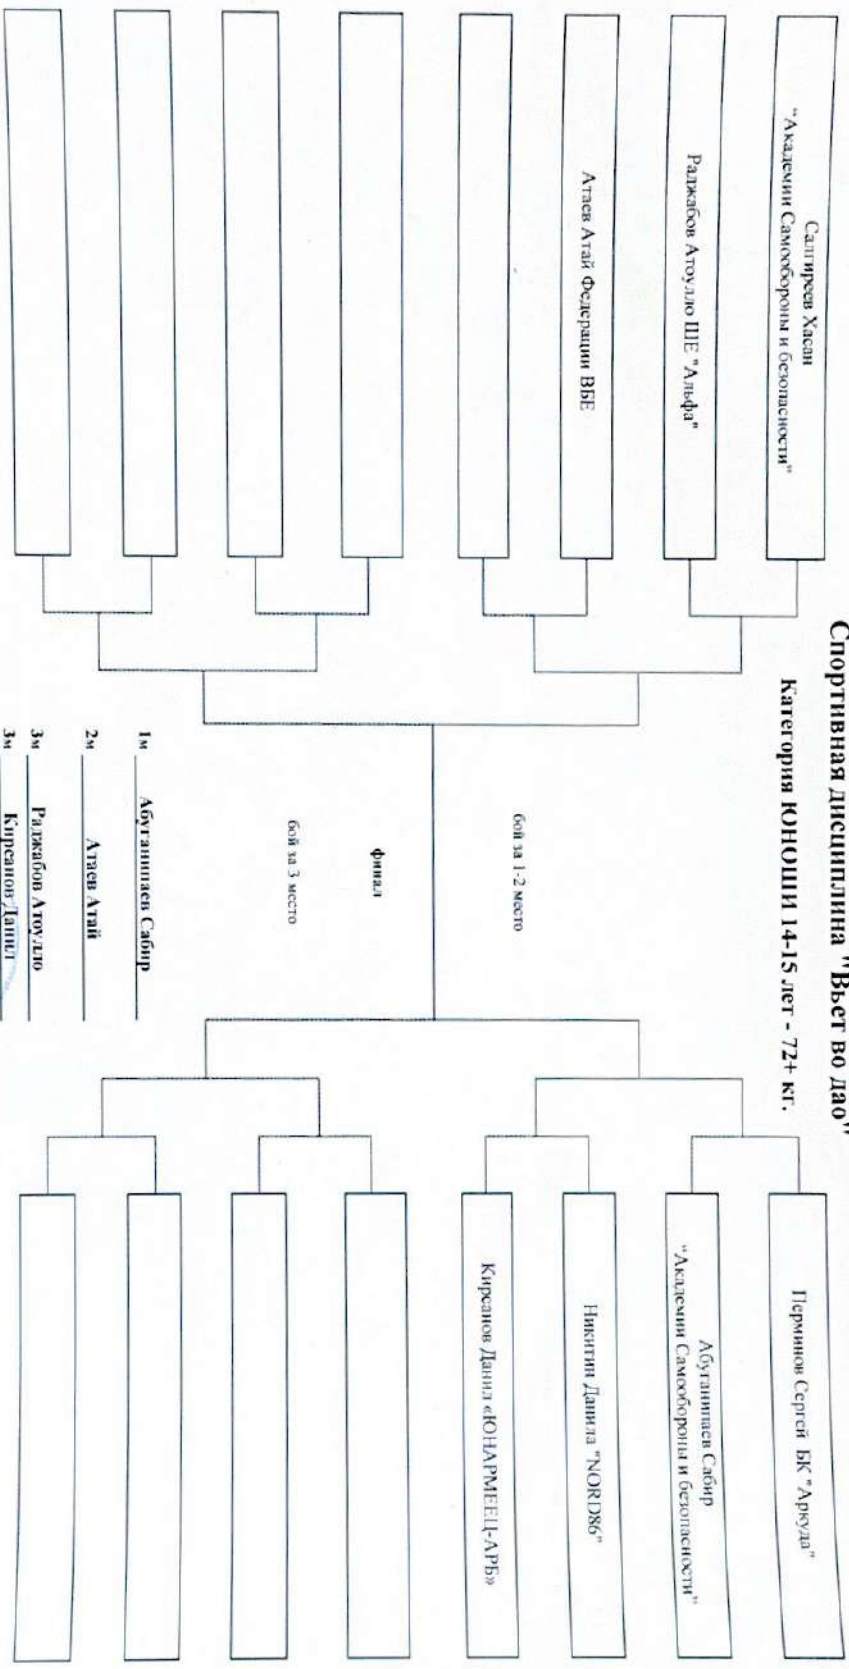 Спортивная дисциплина "Вьет во дао"
Категория ЮНОШИ 14-15 лет - 72+ кг.
Салгиреев Хасан
"Академии Самообороны и безопасности"
Раджабов Атоулло ШЕ "Альфа"
Атаев Атай Федерации ВБЕ
Перминов Сергей БК "Аркуда"
Абуганипаев Сабир
"Академии Самообороны и безопасности"
Никитин Данила "NORD86"
Кирсанов Данил «ЮНАРМЕЕЦ-АРБ»
бой за 1-2 место
финал
бой за 3 место
1м Абуганипаев Сабир
2м Атаев Атай
3м Раджабов Атоулло
3м Кирсанов Данил